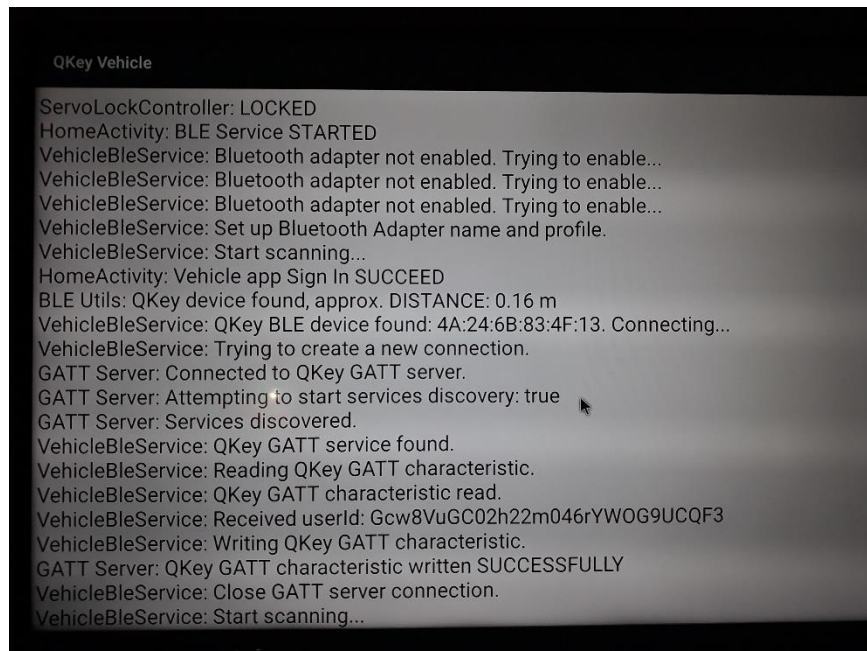 QKey Vehicle
ServoLockController: LOCKED
HomeActivity: BLE Service STARTED
VehicleBleService: Bluetooth adapter not enabled. Trying to enable...
VehicleBleService: Bluetooth adapter not enabled. Trying to enable...
VehicleBleService: Bluetooth adapter not enabled. Trying to enable...
VehicleBleService: Set up Bluetooth Adapter name and profile.
VehicleBleService: Start scanning...
HomeActivity: Vehicle app Sign In SUCCEED
BLE Utils: QKey device found, approx. DISTANCE: 0.16 m
VehicleBleService: QKey BLE device found: 4A:24:6B:83:4F:13. Connecting...
VehicleBleService: Trying to create a new connection.
GATT Server: Connected to QKey GATT server.
GATT Server: Attempting to start services discovery: true
GATT Server: Services discovered.
VehicleBleService: QKey GATT service found.
VehicleBleService: Reading QKey GATT characteristic.
VehicleBleService: QKey GATT characteristic read.
VehicleBleService: Received userId: Gcw8VuGC02h22m046rYWOG9UCQF3
VehicleBleService: Writing QKey GATT characteristic.
GATT Server: QKey GATT characteristic written SUCCESSFULLY
VehicleBleService: Close GATT server connection.
VehicleBleService: Start scanning...